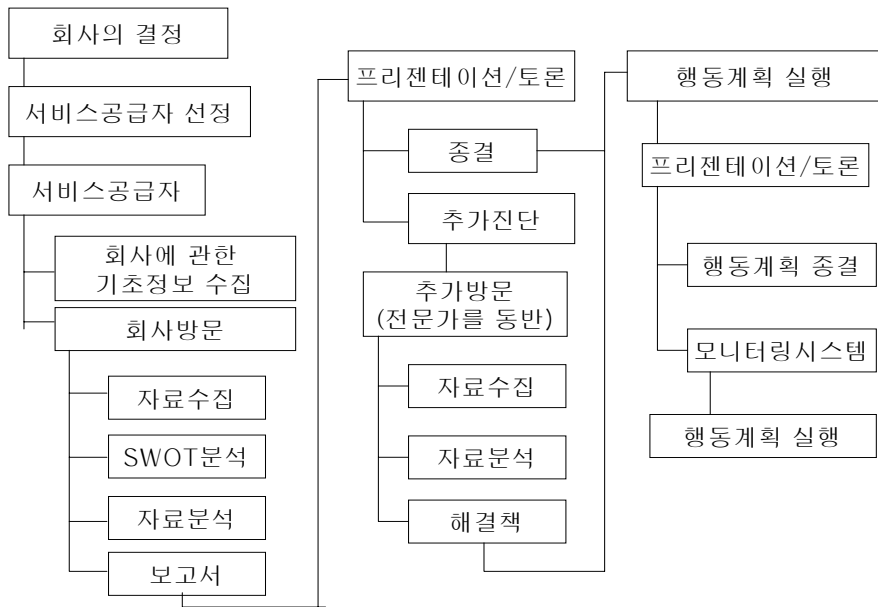 회사의 결정
서비스공급자 선정
서비스공급자
회사에 관한
기초정보 수집
회사방문
자료수집
SWOT분석
자료분석
보고서
프리젠테이션/토론
종결
추가진단
추가방문
(전문가를 동반)
자료수집
자료분석
해결책
행동계획 실행
프리젠테이션/토론
행동계획 종결
모니터링시스템
행동계획 실행